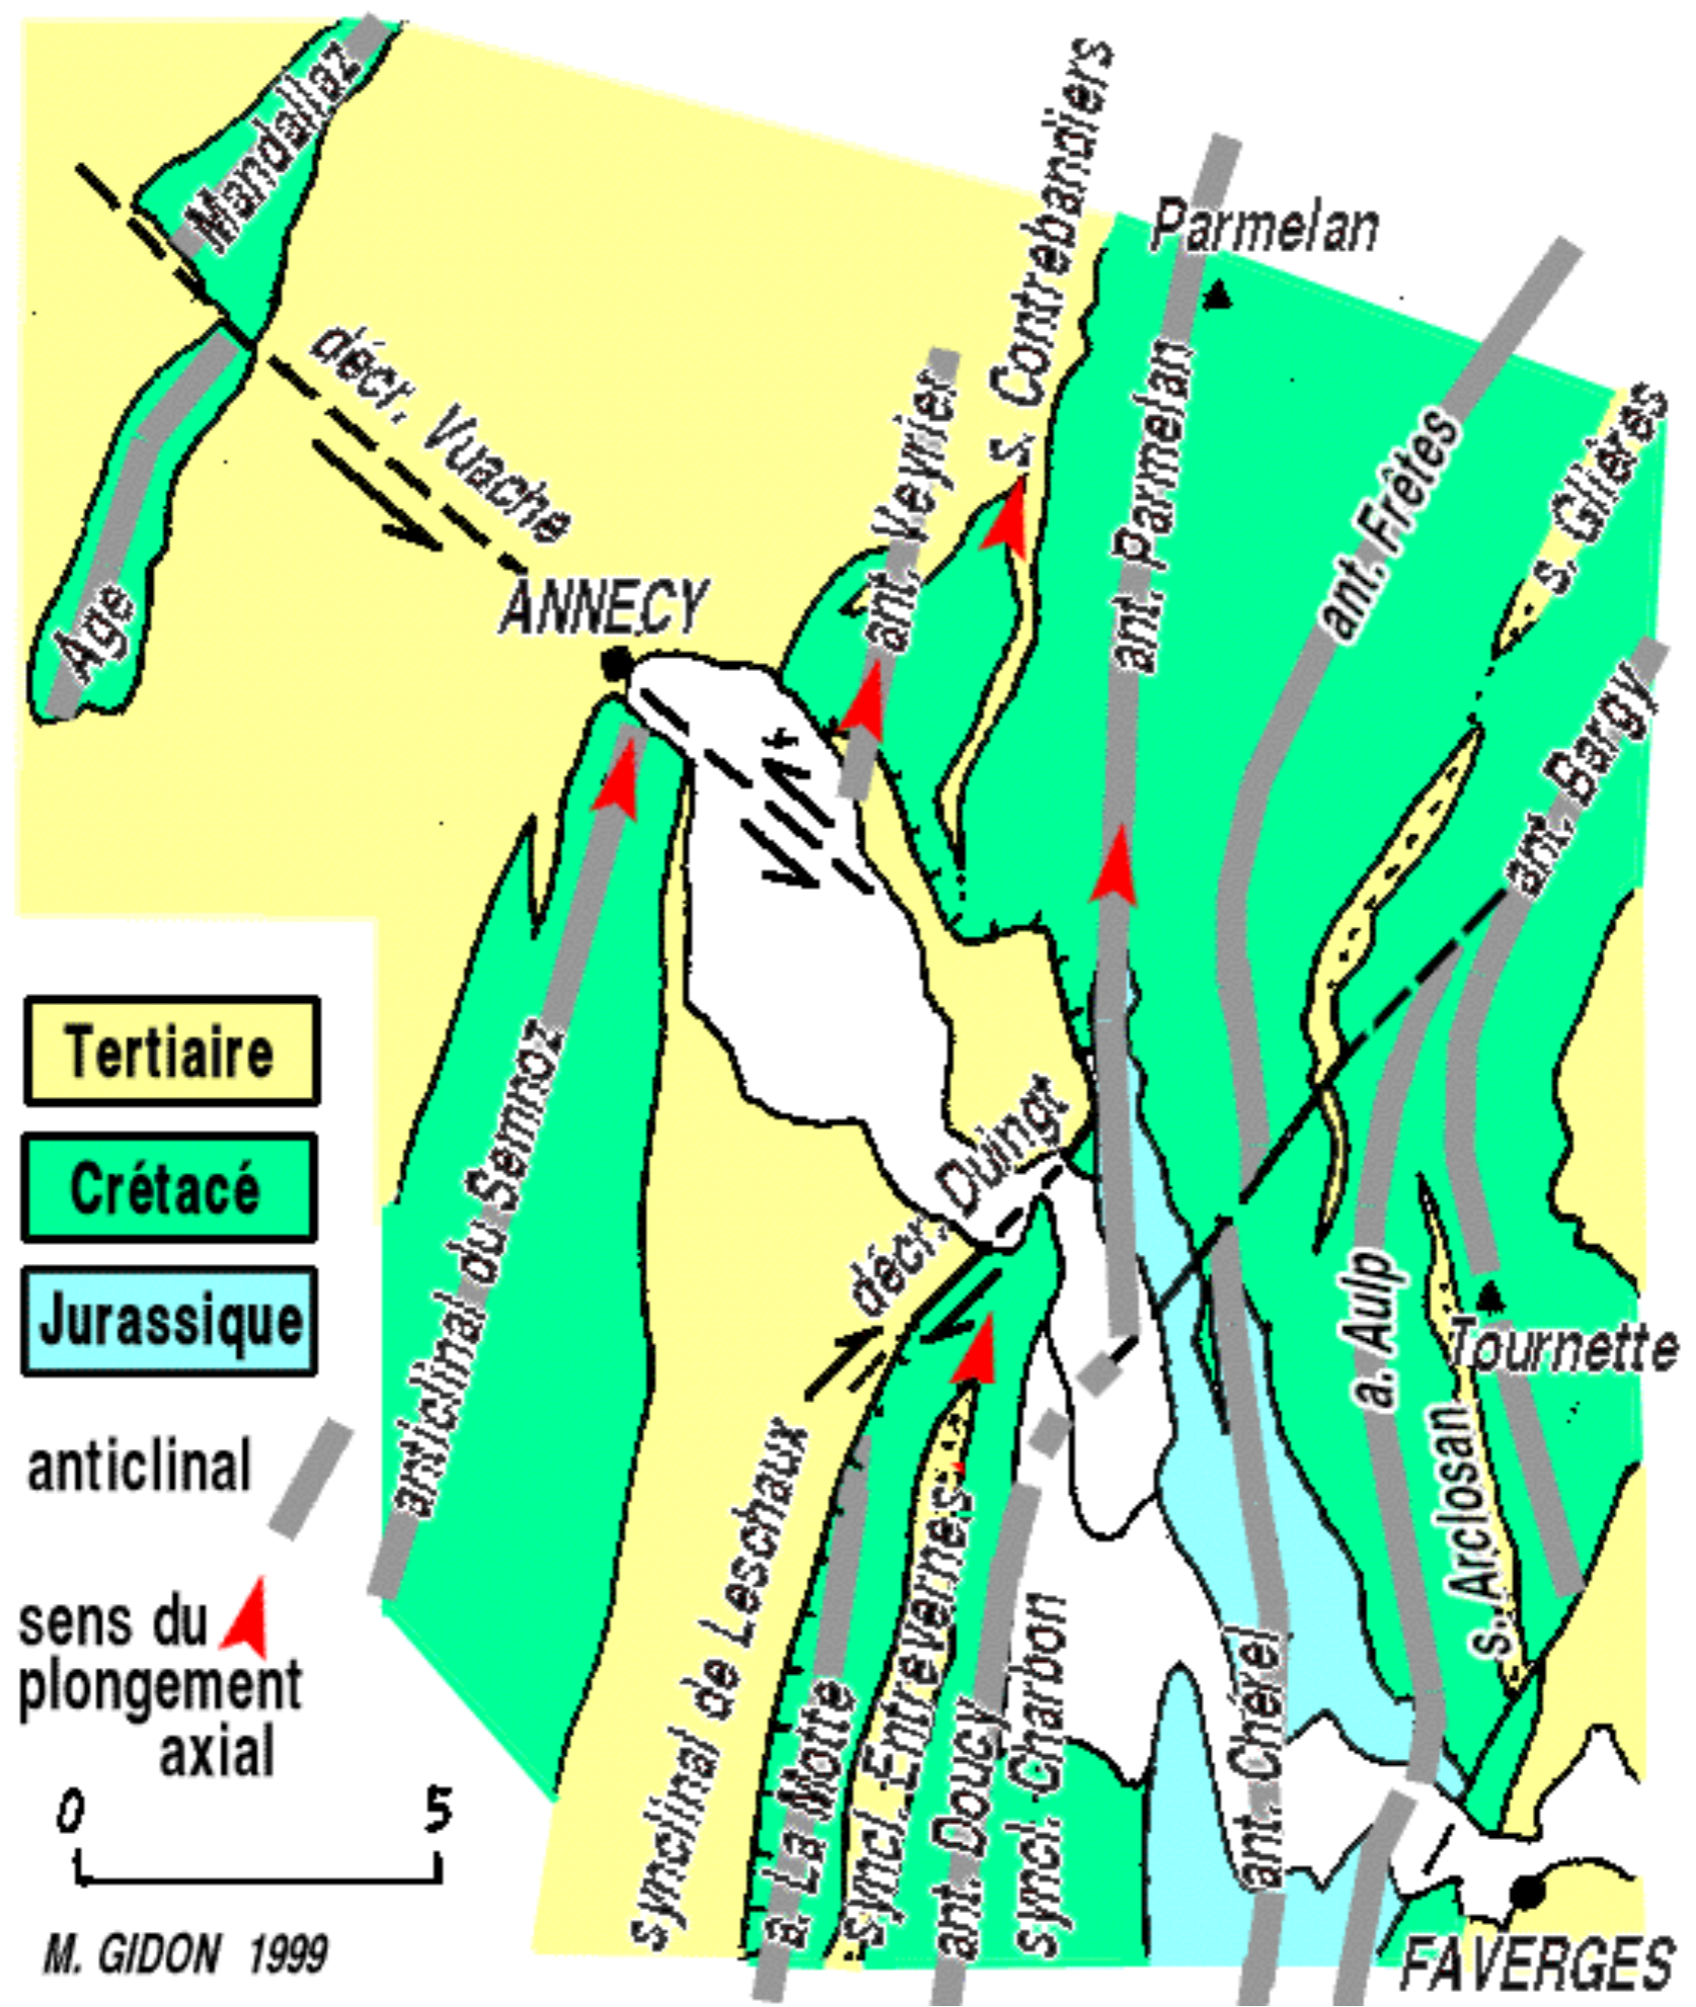 Mandallaz
s. Contrebandiers
Parmelan
décr. Vuache
ant. Veyrier
ant. Parmelan
ant. Frêtes
s. Glières
Age
ANNECY
ant. Bargy
Tertiaire
Crétacé
Jurassique
anticlinal du Semnoz
décr. Duingt
a. Aulp
Tournette
anticlinal
sens du
plongement
axial
synclinal de Leschaux
s. Arclosan
a. La Motte
syncl. Entrevernes
ant. Doucy
syncl. Charbon
ant. Chérel
0 5
M. GIDON 1999
FAVERGES